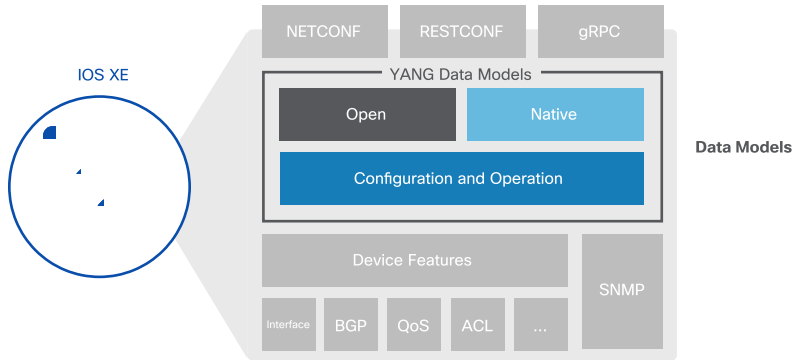 NETCONF RESTCONF gRPC
IOS XE
YANG Data Models
Open Native
Data Models
Configuration and Operation
Device Features
SNMP
Interface BGP QoS ACL ...